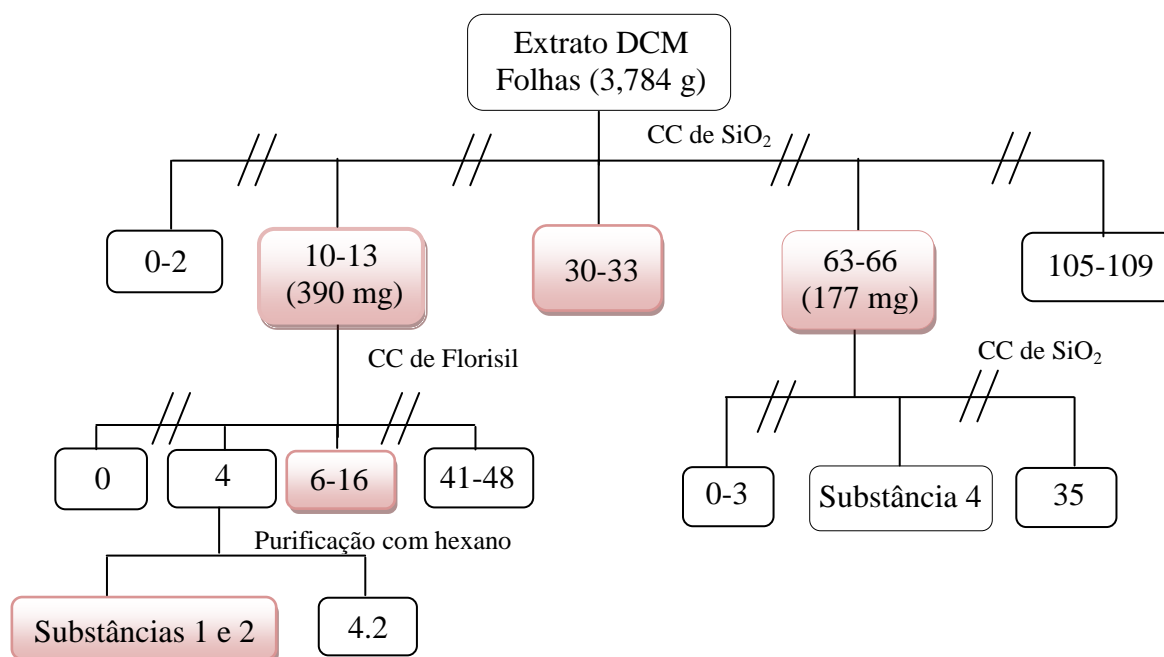 Extrato DCM
Folhas (3,784 g)
CC de SiO₂
0-2
10-13
(390 mg)
30-33
63-66
(177 mg)
105-109
CC de Florisil
CC de SiO₂
0
4
6-16
41-48
0-3
Substância 4
35
Purificação com hexano
Substâncias 1 e 2
4.2